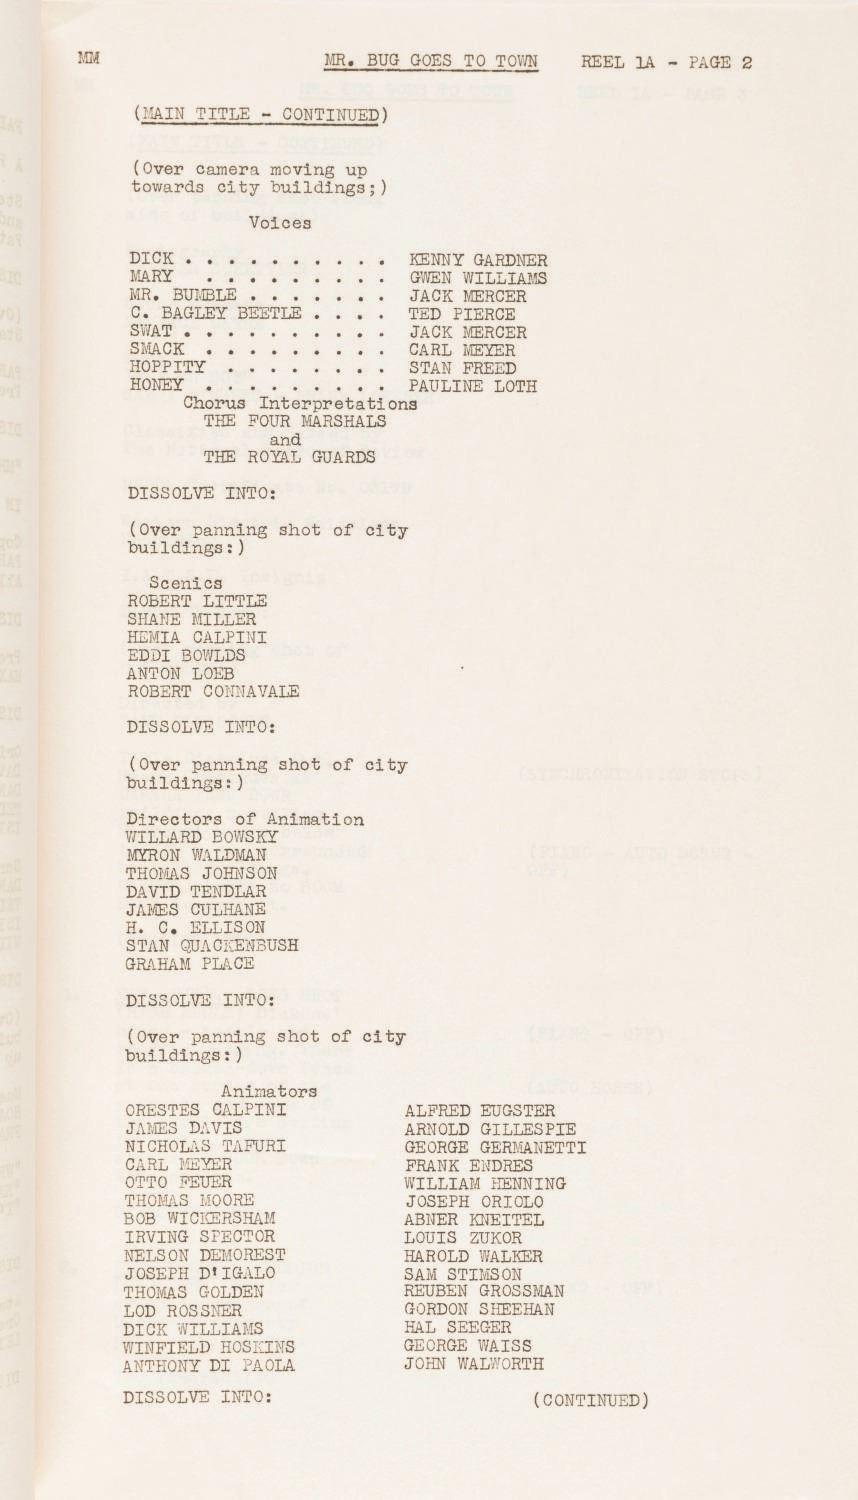 MM MR. BUG GOES TO TOWN REEL 1A - PAGE 2
(MAIN TITLE - CONTINUED)
(Over camera moving up
towards city buildings;)
Voices
DICK . . . . . . . . . . KENNY GARDNER
MARY . . . . . . . . . GWEN WILLIAMS
MR. BUMBLE . . . . . . . JACK MERCER
C. BAGLEY BEETLE . . . . TED PIERCE
SWAT . . . . . . . . . . JACK MERCER
SMACK . . . . . . . . . CARL MEYER
HOPPITY . . . . . . . . STAN FREED
HONEY . . . . . . . . . PAULINE LOTH
Chorus Interpretations
THE FOUR MARSHALS
and
THE ROYAL GUARDS
DISSOLVE INTO:
(Over panning shot of city
buildings:)
Scenics
ROBERT LITTLE
SHANE MILLER
HEMIA CALPINI
EDDI BOWLDS
ANTON LOEB
ROBERT CONNAVALE
DISSOLVE INTO:
(Over panning shot of city
buildings:)
Directors of Animation
WILLARD BOWSKY
MYRON WALDMAN
THOMAS JOHNSON
DAVID TENDLAR
JAMES CULHANE
H. C. ELLISON
STAN QUACKENBUSH
GRAHAM PLACE
DISSOLVE INTO:
(Over panning shot of city
buildings:)
Animators
ORESTES CALPINI ALFRED EUGSTER
JAMES DAVIS ARNOLD GILLESPIE
NICHOLAS TAFURI GEORGE GERMANETTI
CARL MEYER FRANK ENDRES
OTTO FEUER WILLIAM HENNING
THOMAS MOORE JOSEPH ORIOLO
BOB WICKERSHAM ABNER KNEITEL
IRVING SPECTOR LOUIS ZUKOR
NELSON DEMOREST HAROLD WALKER
JOSEPH D'IGALO SAM STIMSON
THOMAS GOLDEN REUBEN GROSSMAN
LOD ROSSNER GORDON SHEEHAN
DICK WILLIAMS HAL SEEGER
WINFIELD HOSKINS GEORGE WAISS
ANTHONY DI PAOLA JOHN WALWORTH
DISSOLVE INTO: (CONTINUED)